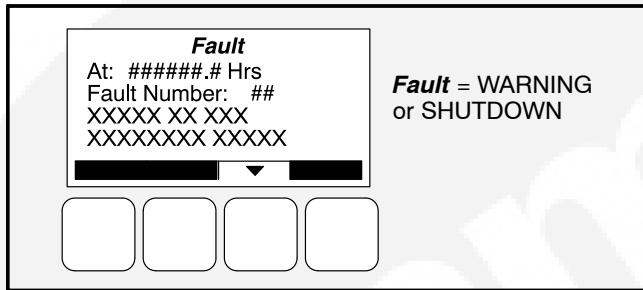 Fault
At: ######.# Hrs
Fault Number: ##
XXXXX XX XXX
XXXXXXXX XXXXX
Fault = WARNING
or SHUTDOWN